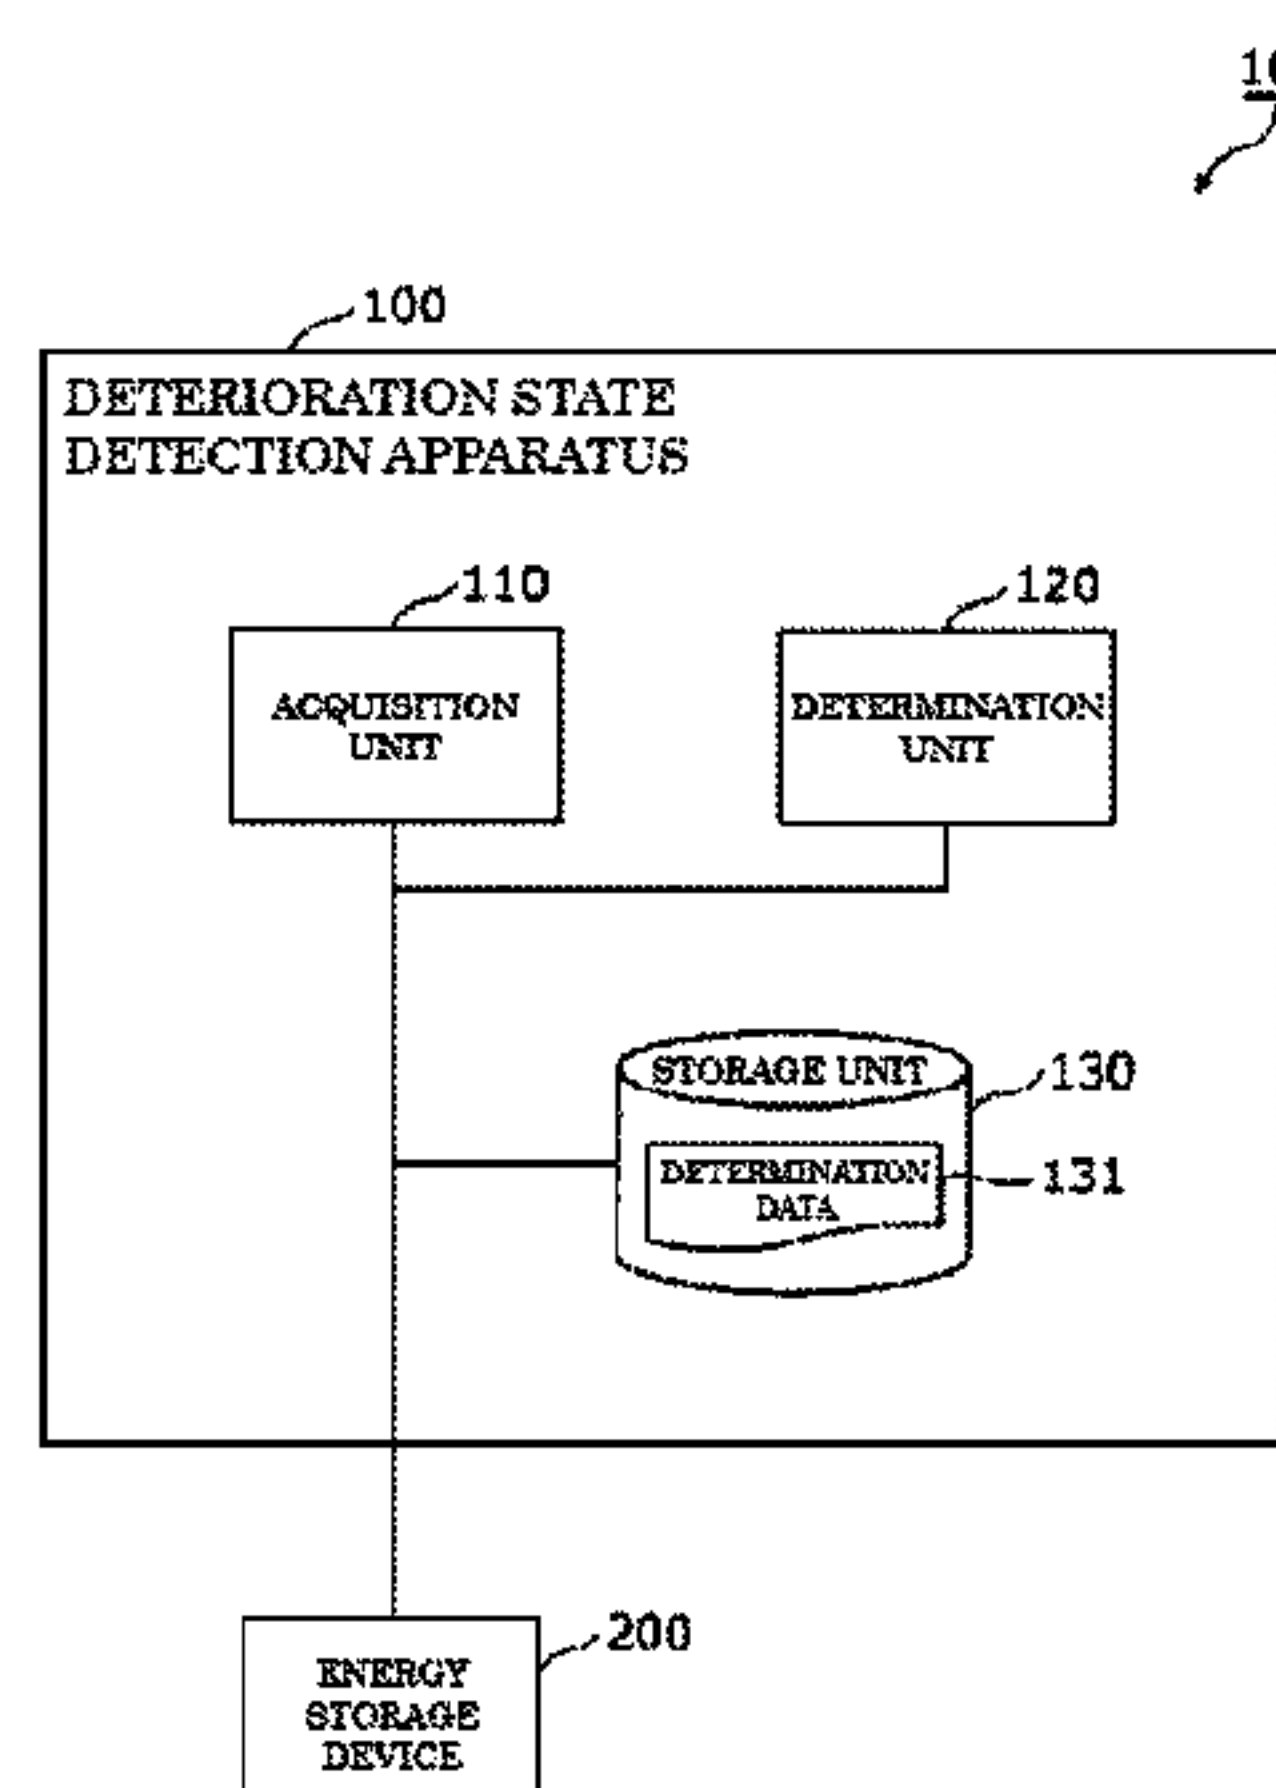 10
100
DETERIORATION STATE
DETECTION APPARATUS
110
120
ACQUISITION
UNIT
DETERMINATION
UNIT
STORAGE UNIT
130
DETERMINATION
DATA
131
200
ENERGY
STORAGE
DEVICE